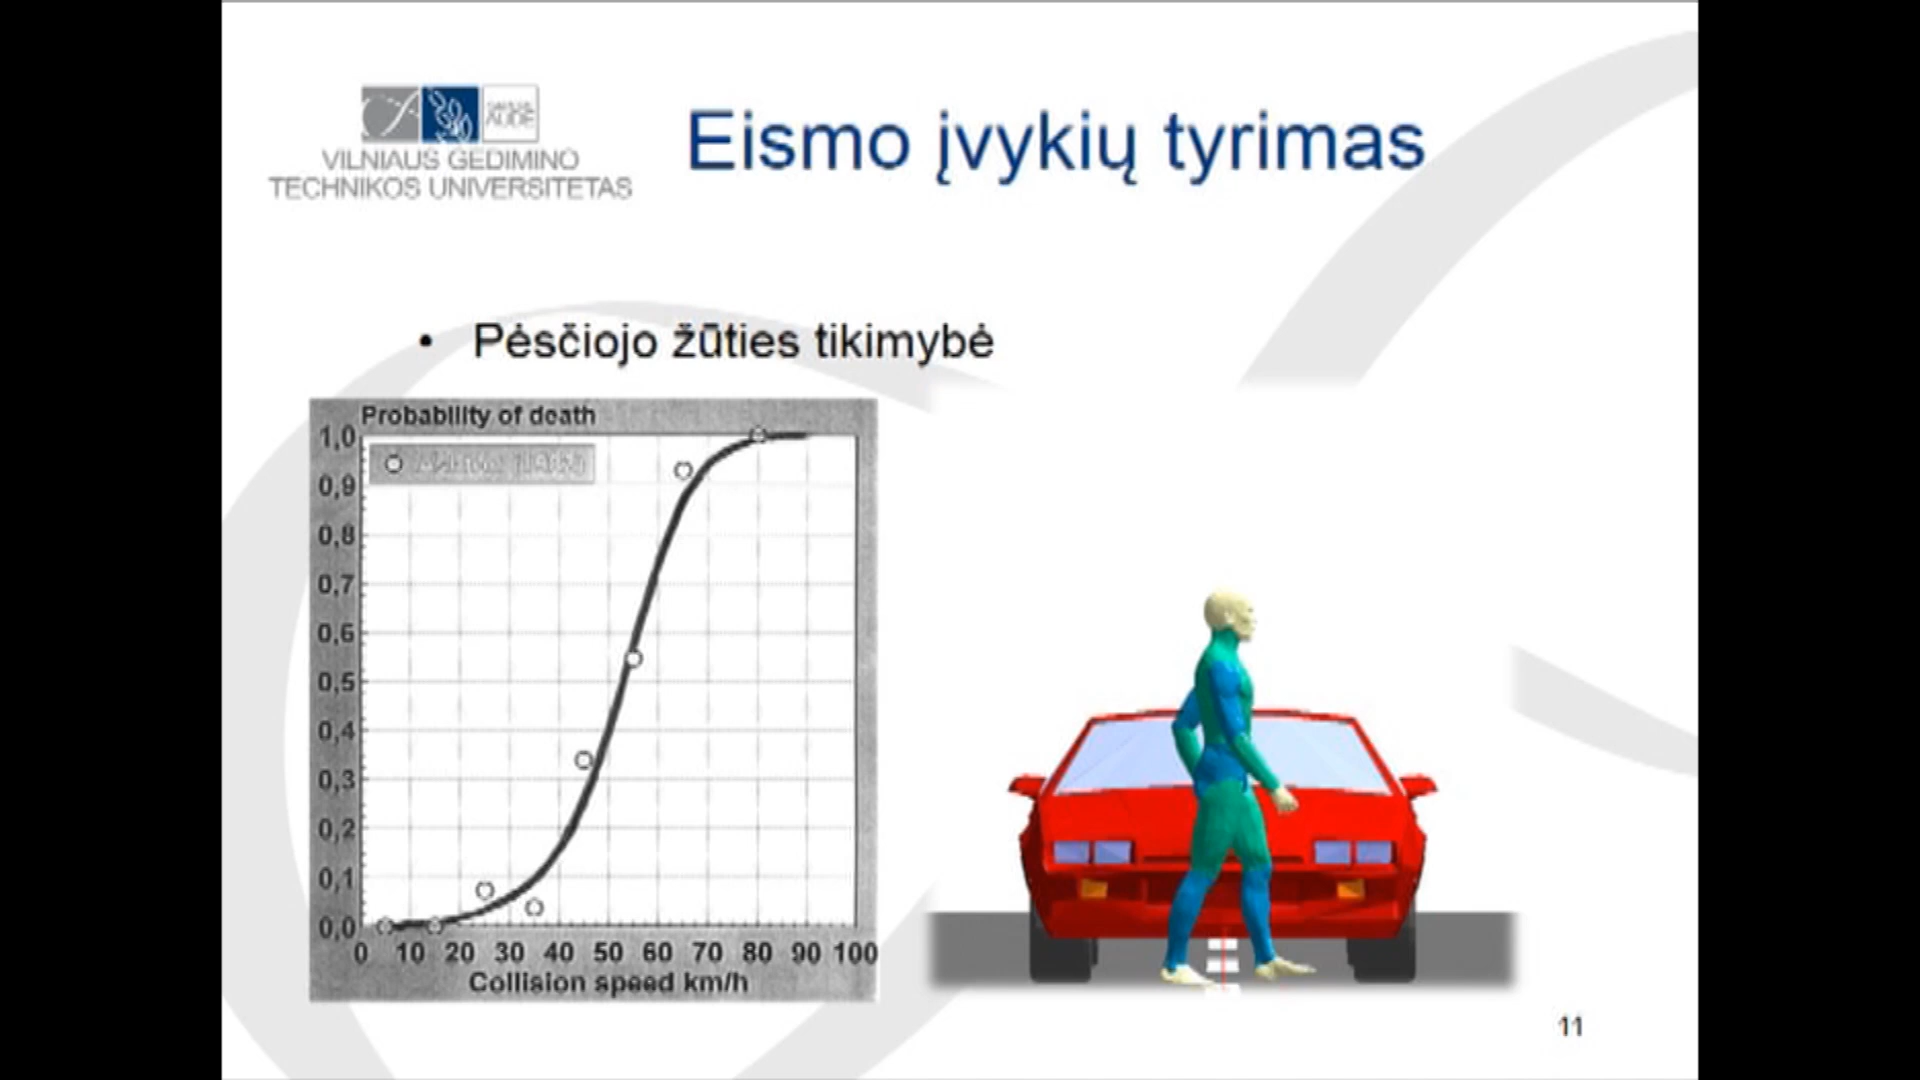 VILNIAUS GEDIMINO
TECHNIKOS UNIVERSITETAS
Eismo įvykių tyrimas
• Pėsčiojo žūties tikimybė
Probability of death
1,0
0,9
0,8
0,7
0,6
0,5
0,4
0,3
0,2
0,1
0,0
0 10 20 30 40 50 60 70 80 90 100
Collision speed km/h
11